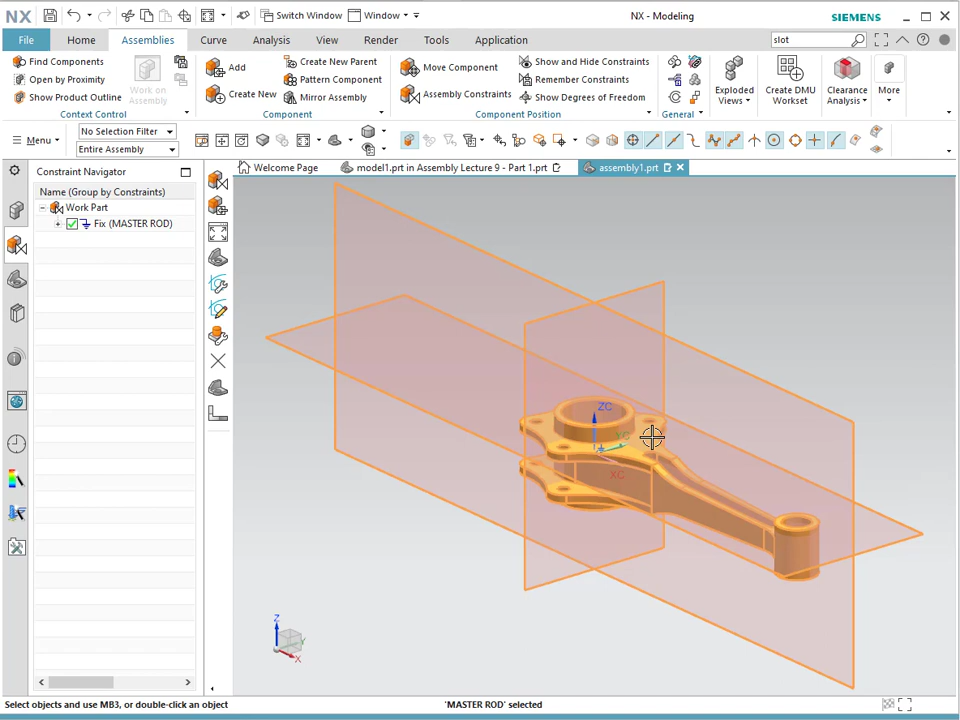 NX Switch Window Window NX - Modeling SIEMENS
File Home Assemblies Curve Analysis View Render Tools Application slot
Find Components
Open by Proximity
Show Product Outline
Work on
Assembly
Context Control
Add
Create New
Create New Parent
Pattern Component
Mirror Assembly
Component
Move Component
Assembly Constraints
Show and Hide Constraints
Remember Constraints
Show Degrees of Freedom
Component Position
General
Exploded
Views
Create DMU
Workset
Clearance
Analysis
More
Menu
No Selection Filter
Entire Assembly
Constraint Navigator
Welcome Page model1.prt in Assembly Lecture 9 - Part 1.prt assembly1.prt
Name (Group by Constraints)
Work Part
Fix (MASTER ROD)
ZC
YC
XC
Z
Y
X
Select objects and use MB3, or double-click an object 'MASTER ROD' selected